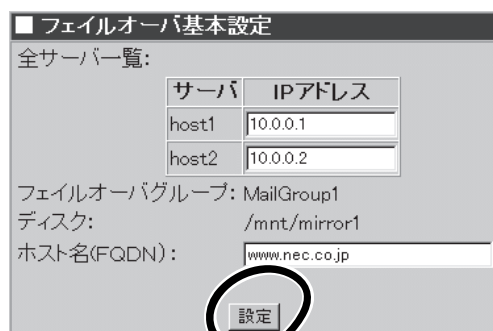 ■ フェイルオーバ基本設定
全サーバ一覧:
サーバ IPアドレス
host1 10.0.0.1
host2 10.0.0.2
フェイルオーバグループ: MailGroup1
ディスク: /mnt/mirror1
ホスト名(FQDN): www.nec.co.jp
設定